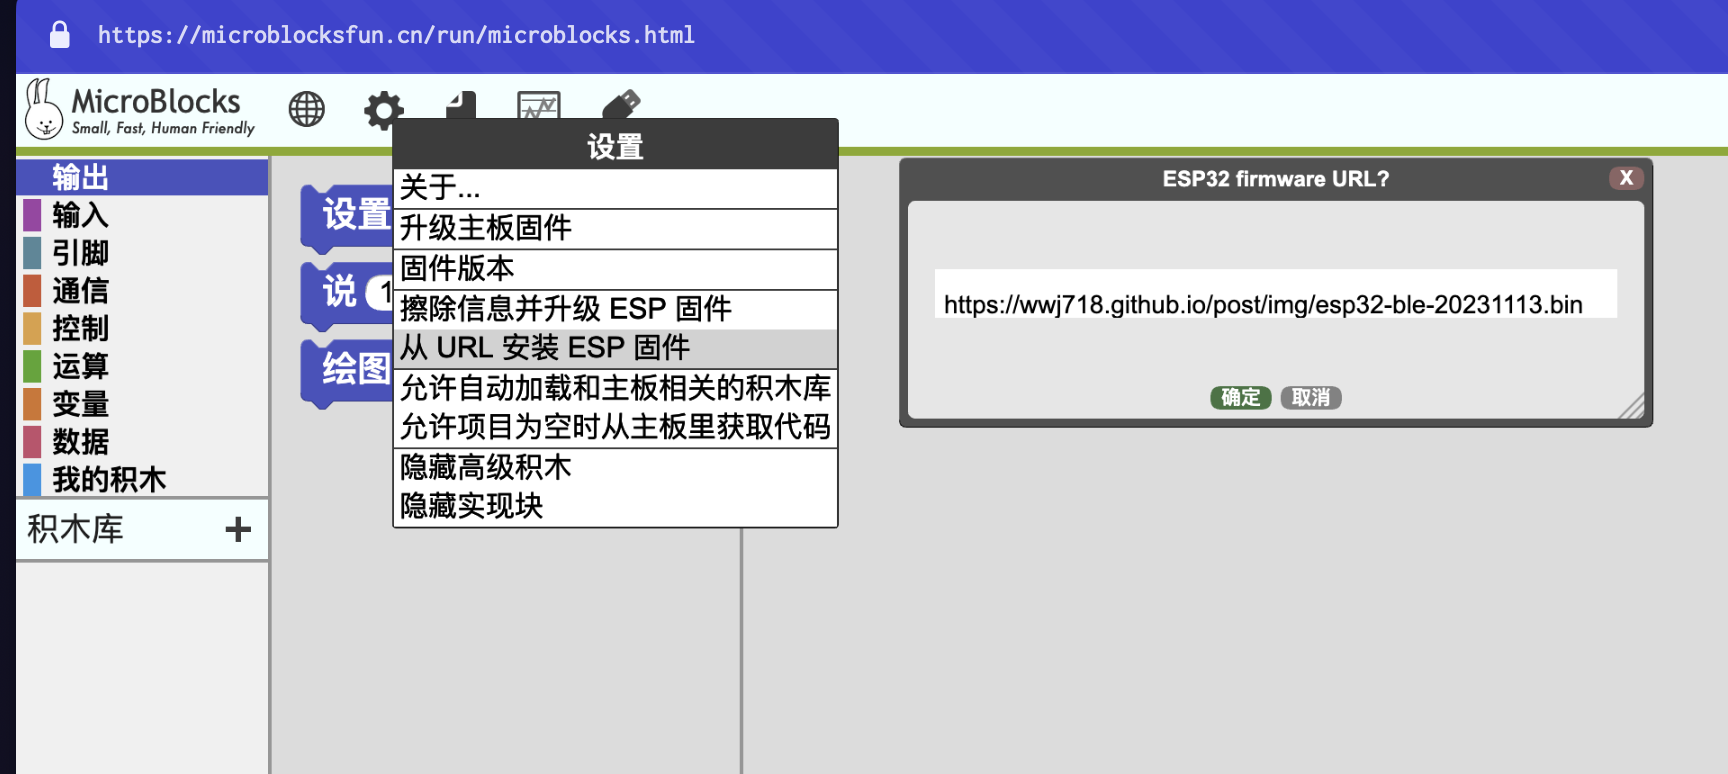 https://microblocksfun.cn/run/microblocks.html
MicroBlocks
Small, Fast, Human Friendly
输出
输入
引脚
通信
控制
运算
变量
数据
我的积木
积木库 +
设置
说 1
绘图
设置
关于...
升级主板固件
固件版本
擦除信息并升级 ESP 固件
从 URL 安装 ESP 固件
允许自动加载和主板相关的积木库
允许项目为空时从主板里获取代码
隐藏高级积木
隐藏实现块
ESP32 firmware URL?
X
https://wwj718.github.io/post/img/esp32-ble-20231113.bin
确定
取消